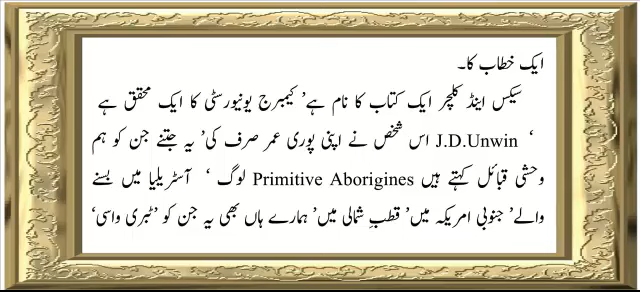 ایک خطاب کا۔
سیکس اینڈ کلچر ایک کتاب کا نام ہے’ کیمبرج یونیورسٹی کا ایک محقق ہے
‘ J.D.Unwin اس شخص نے اپنی پوری عمر صرف کی’ یہ جتنے جن کو ہم
وحشی قبائل کہتے ہیں Primitive Aborigines لوگ ‘ آسٹریلیا میں بسنے
والے’ جنوبی امریکہ میں’ قطبِ شمالی میں’ ہمارے ہاں بھی یہ جن کو ’ٹبری واسی‘